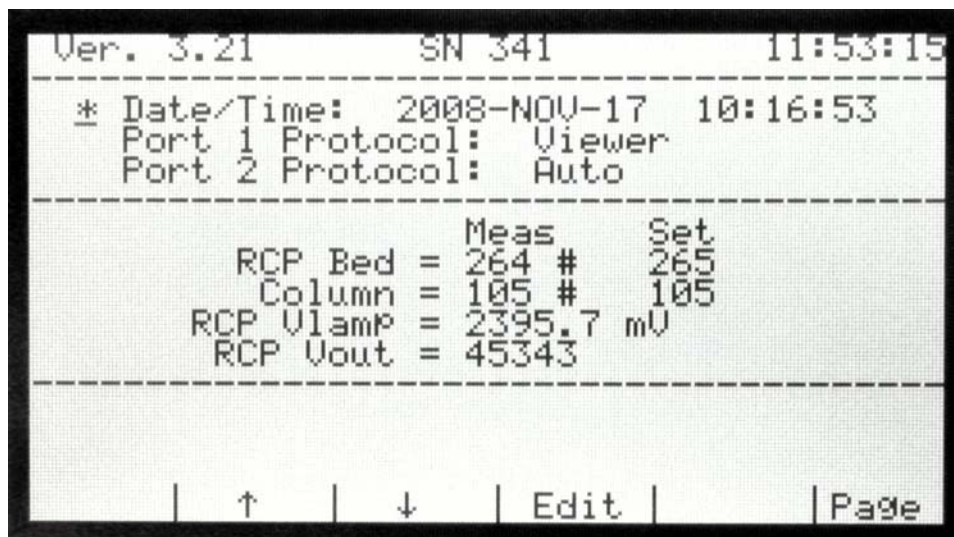 Ver. 3.21 SN 341 11:53:15
* Date/Time: 2008-NOV-17 10:16:53
Port 1 Protocol: Viewer
Port 2 Protocol: Auto
Meas Set
RCP Bed = 264 # 265
Column = 105 # 105
RCP Vlamp = 2395.7 mV
RCP Vout = 45343
↑ ↓ Edit Page